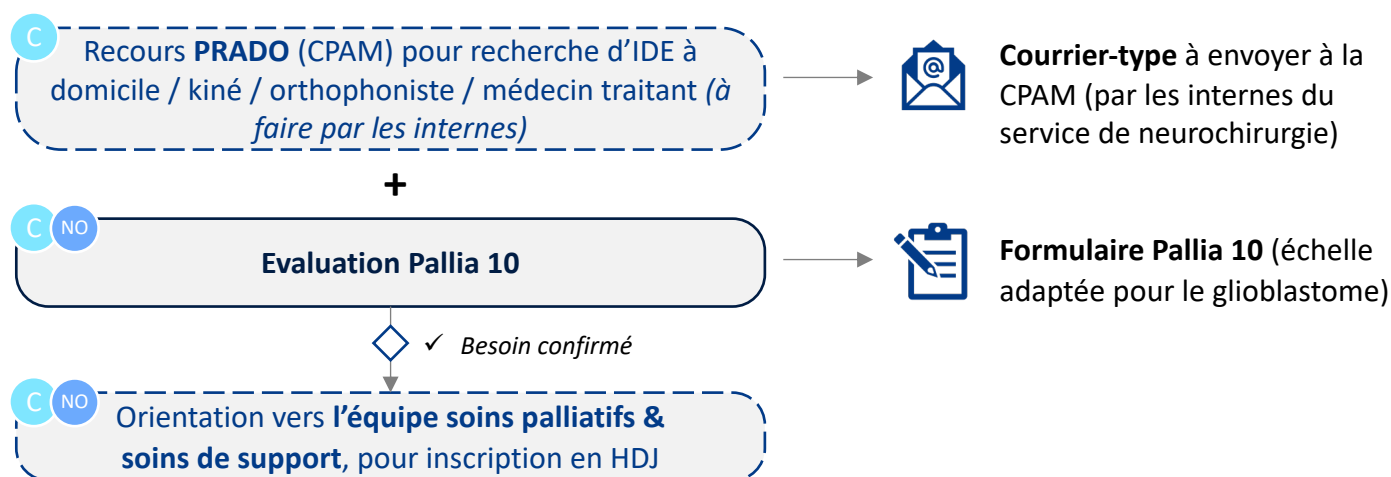 C
Recours PRADO (CPAM) pour recherche d'IDE à
domicile / kiné / orthophoniste / médecin traitant (à
faire par les internes)
@
Courrier-type à envoyer à la
CPAM (par les internes du
service de neurochirurgie)
+
C NO
Evaluation Pallia 10
Formulaire Pallia 10 (échelle
adaptée pour le glioblastome)
✓ Besoin confirmé
C NO
Orientation vers l'équipe soins palliatifs &
soins de support, pour inscription en HDJ